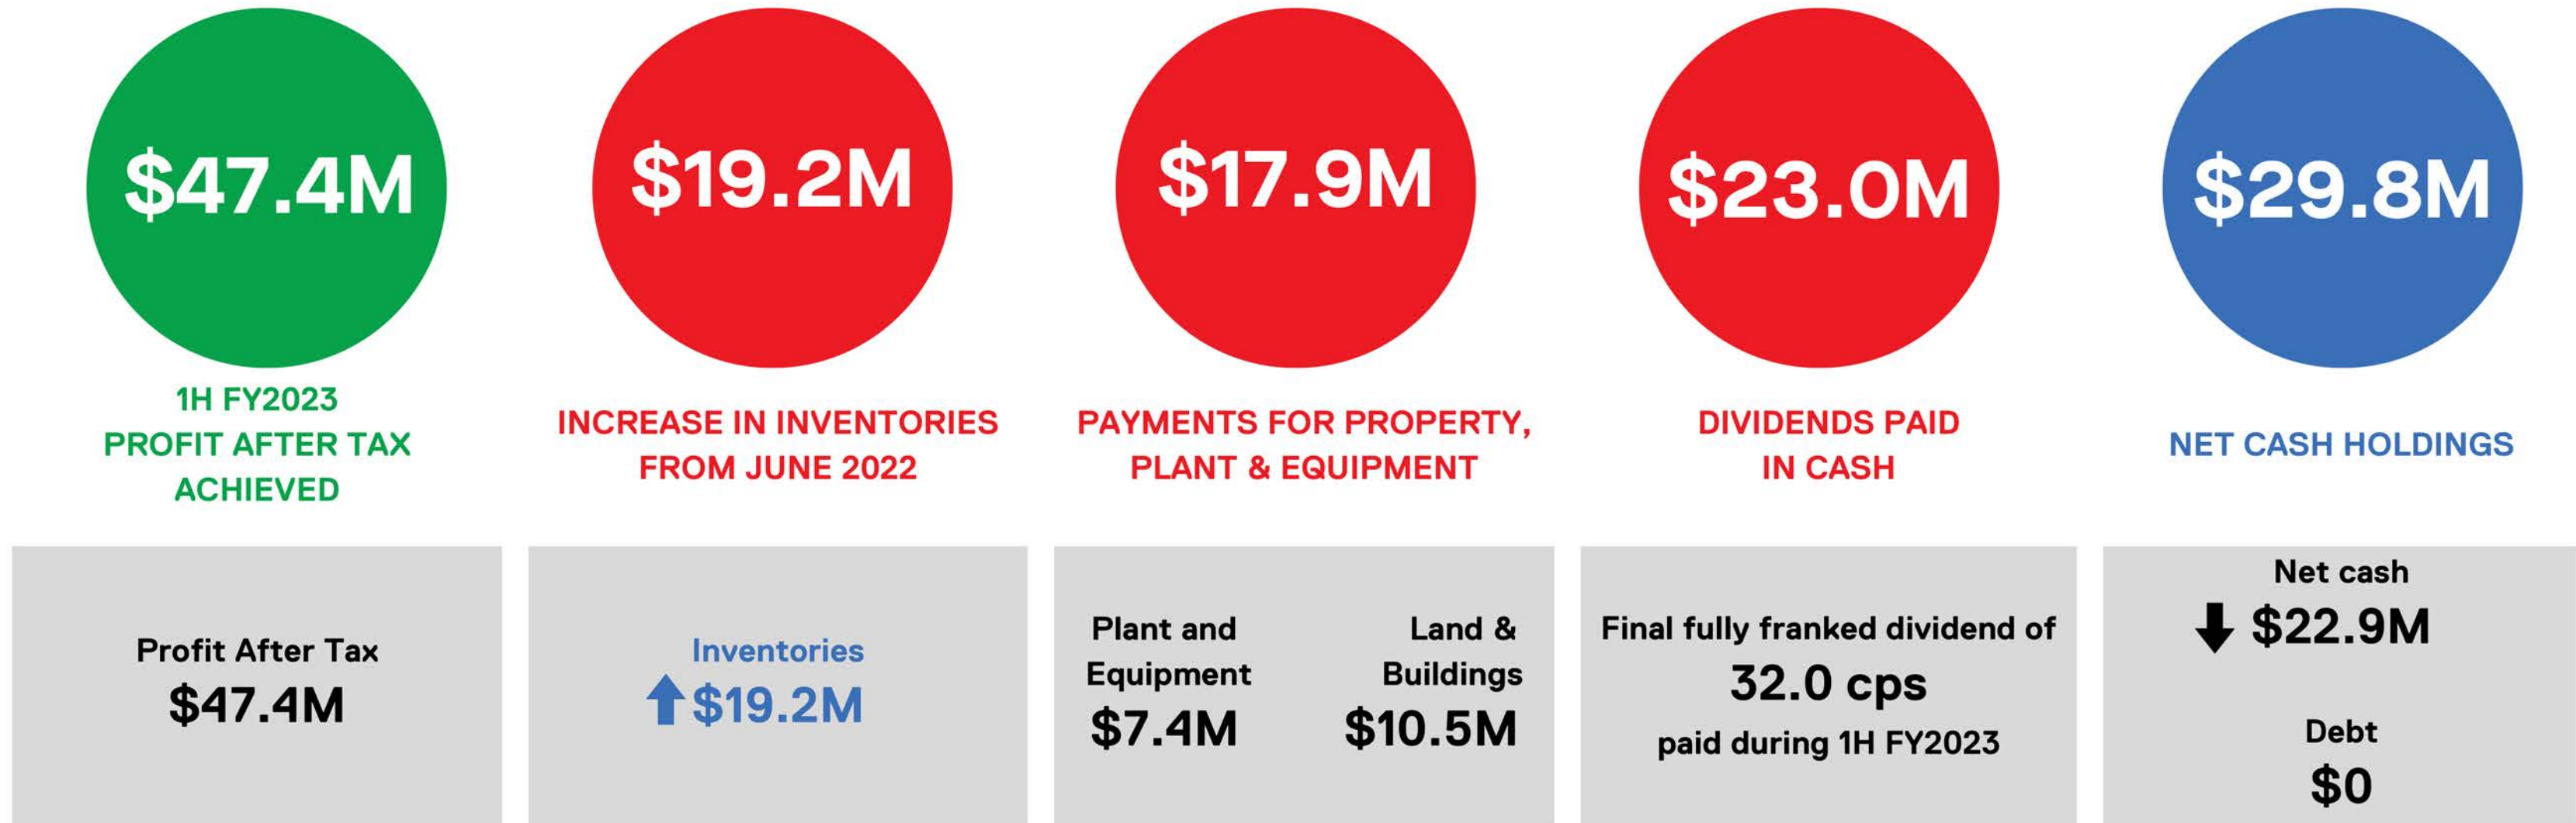 $47.4M
1H FY2023
PROFIT AFTER TAX
ACHIEVED
Profit After Tax
$47.4M
$19.2M
INCREASE IN INVENTORIES
FROM JUNE 2022
Inventories
$19.2M
$17.9M
PAYMENTS FOR PROPERTY,
PLANT & EQUIPMENT
Plant and
Equipment
$7.4M
Land &
Buildings
$10.5M
$23.0M
DIVIDENDS PAID
IN CASH
Final fully franked dividend of
32.0 cps
paid during 1H FY2023
$29.8M
NET CASH HOLDINGS
Net cash
$22.9M
Debt
$0